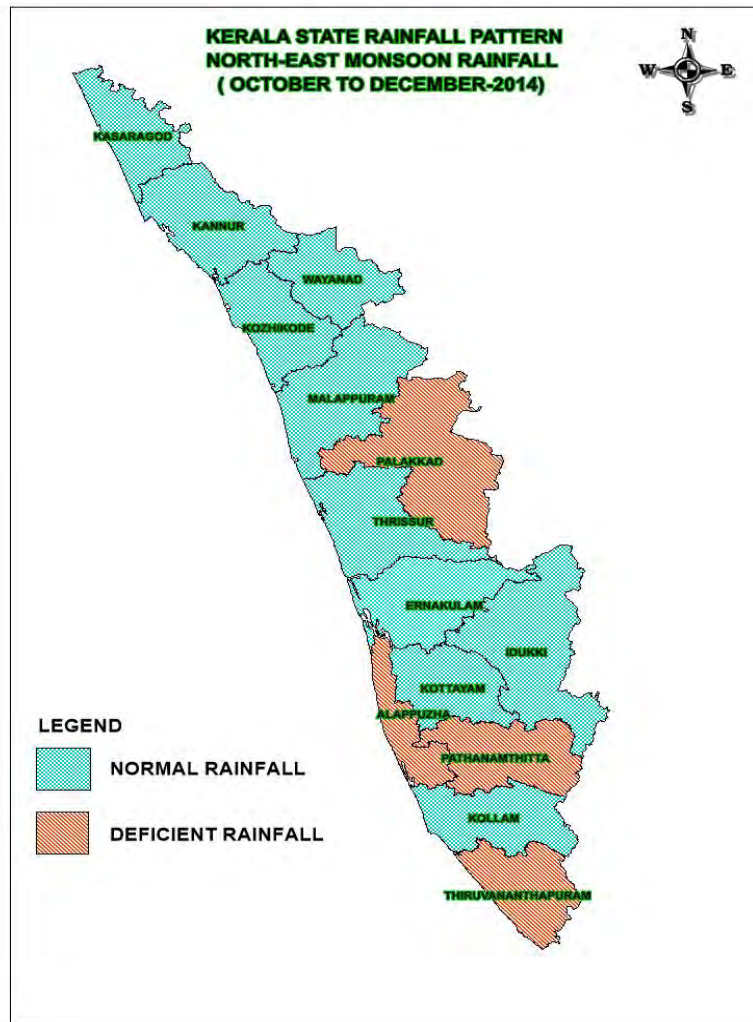 KERALA STATE RAINFALL PATTERN
NORTH-EAST MONSOON RAINFALL
( OCTOBER TO DECEMBER-2014)
N
W E
S
KASARAGOD
KANNUR
WAYANAD
KOZHIKODE
MALAPPURAM
PALAKKAD
THRISSUR
ERNAKULAM
IDUKKI
KOTTAYAM
ALAPPUZHA
PATHANAMTHITTA
KOLLAM
THIRUVANANTHAPURAM
LEGEND
NORMAL RAINFALL
DEFICIENT RAINFALL